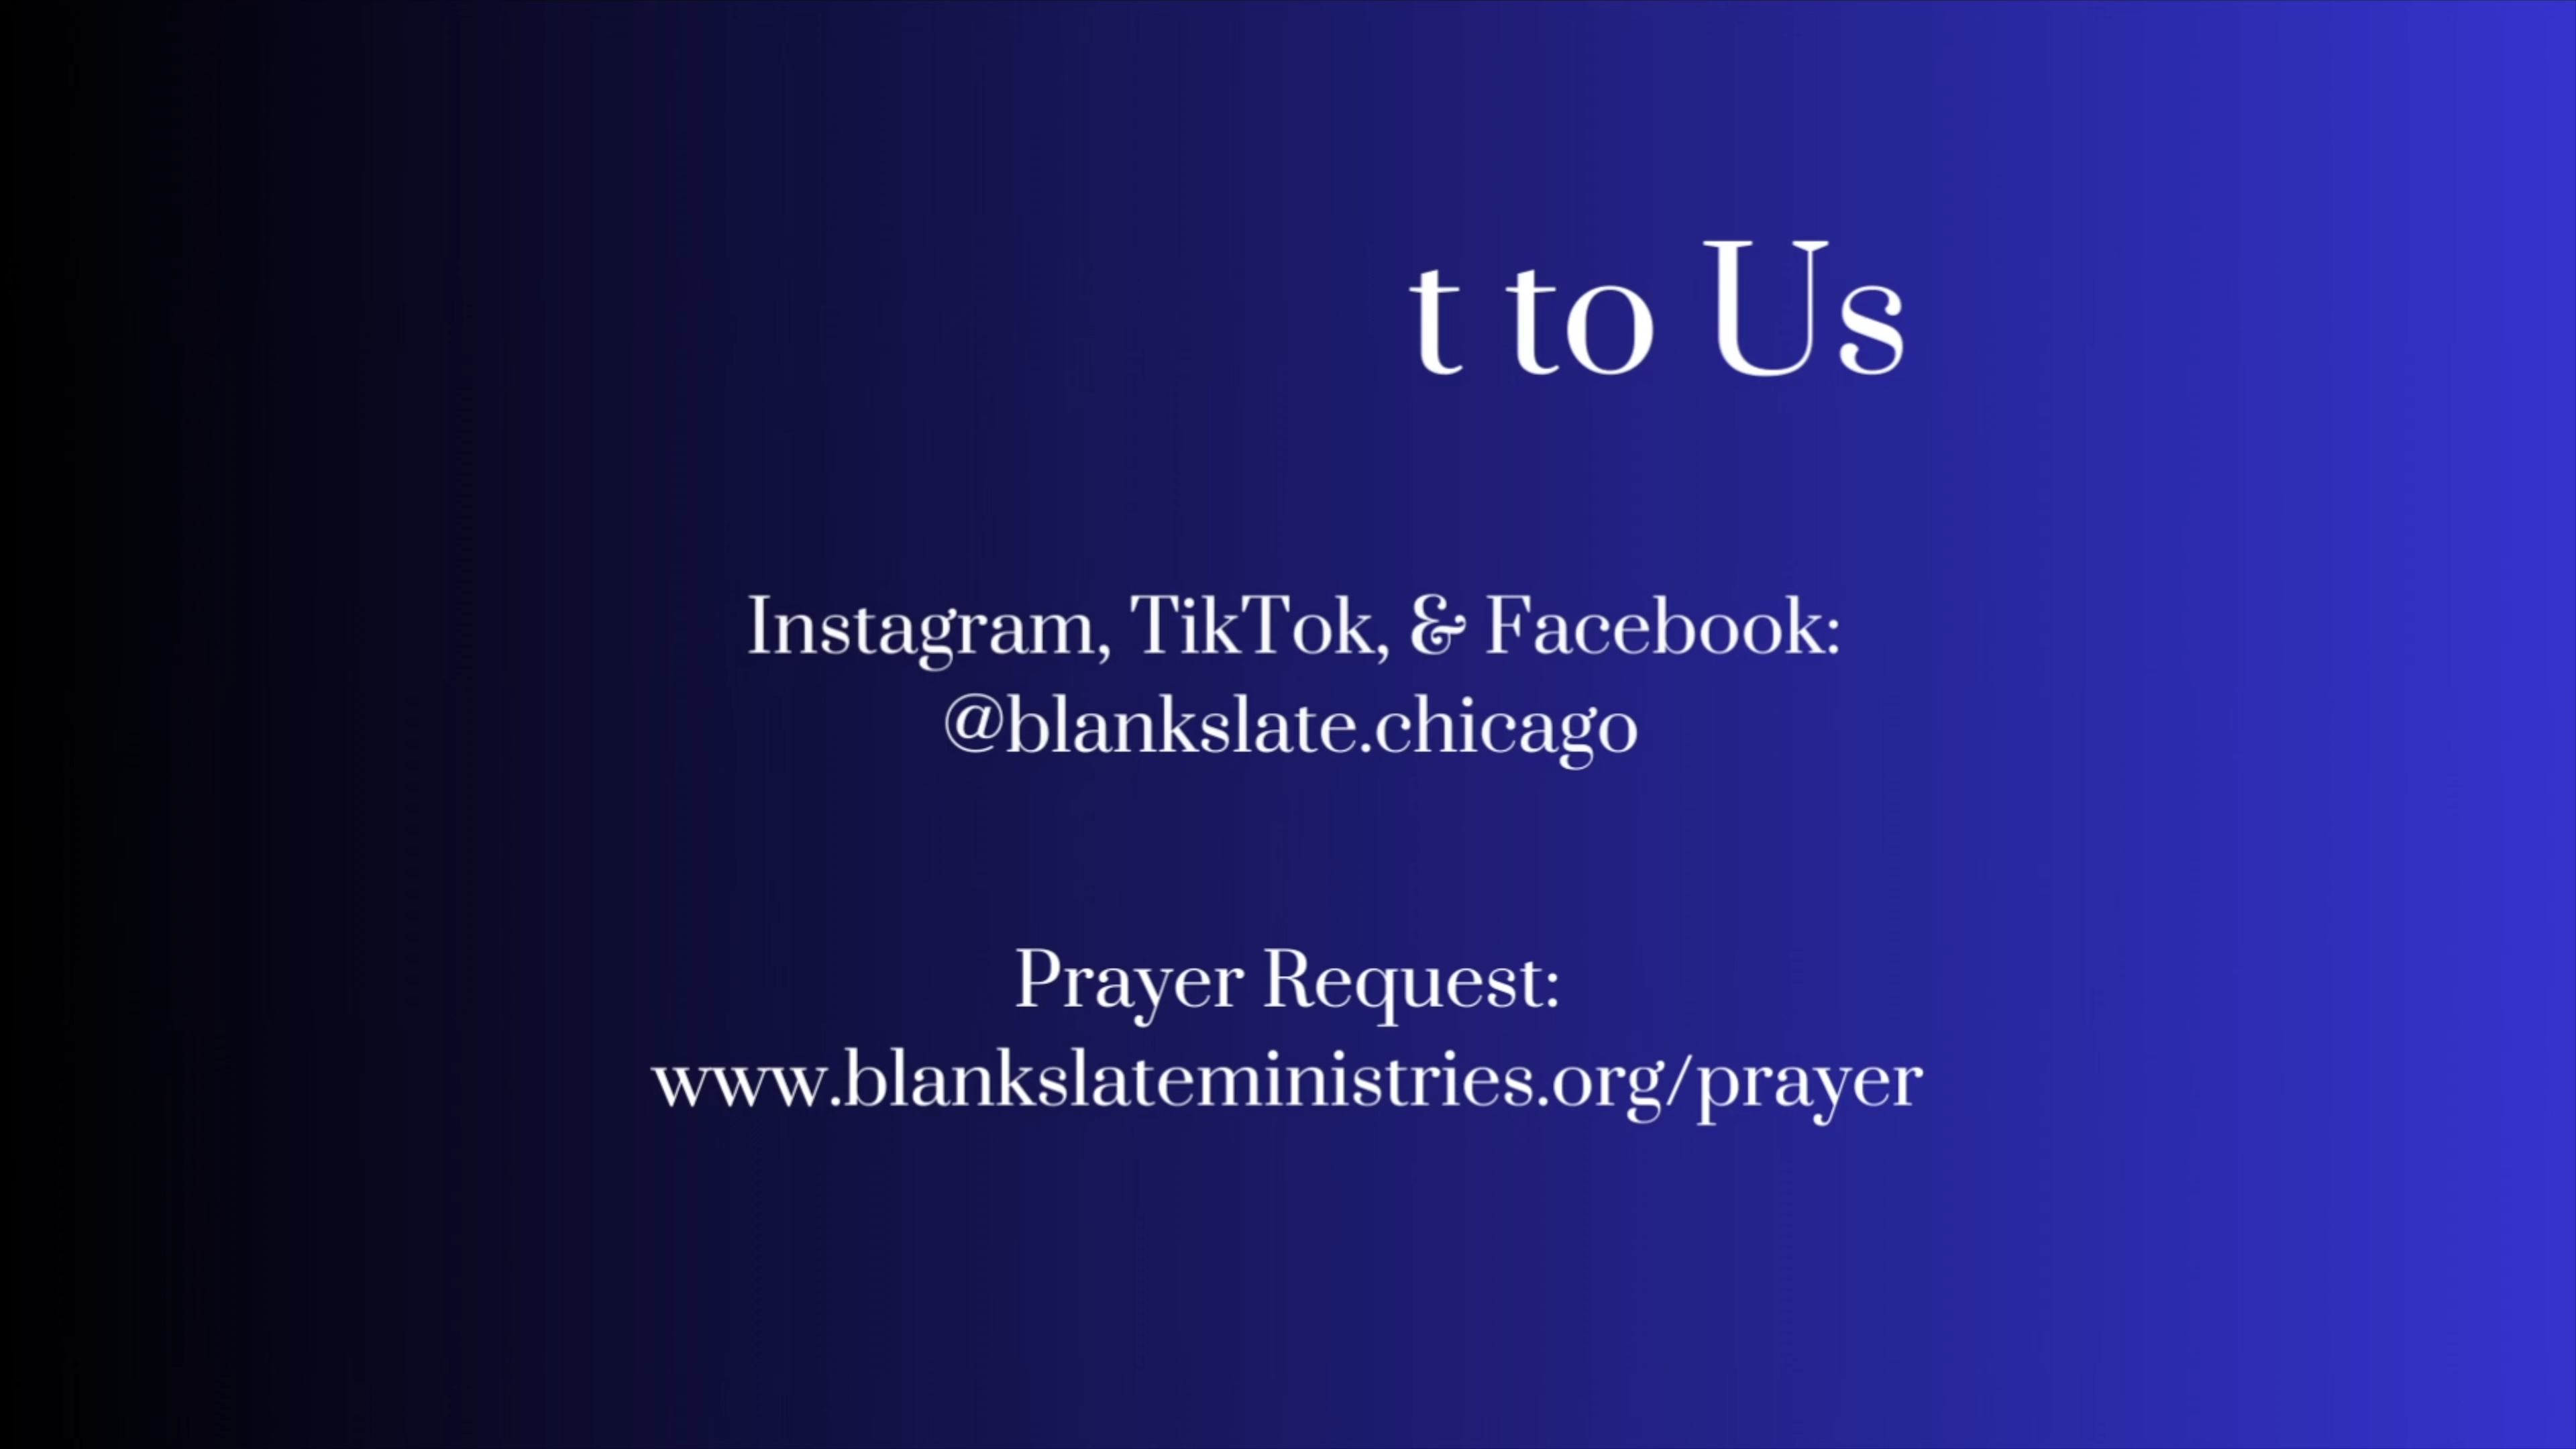 t to Us
Instagram, TikTok, & Facebook:
@blankslate.chicago
Prayer Request:
www.blankslateministries.org/prayer